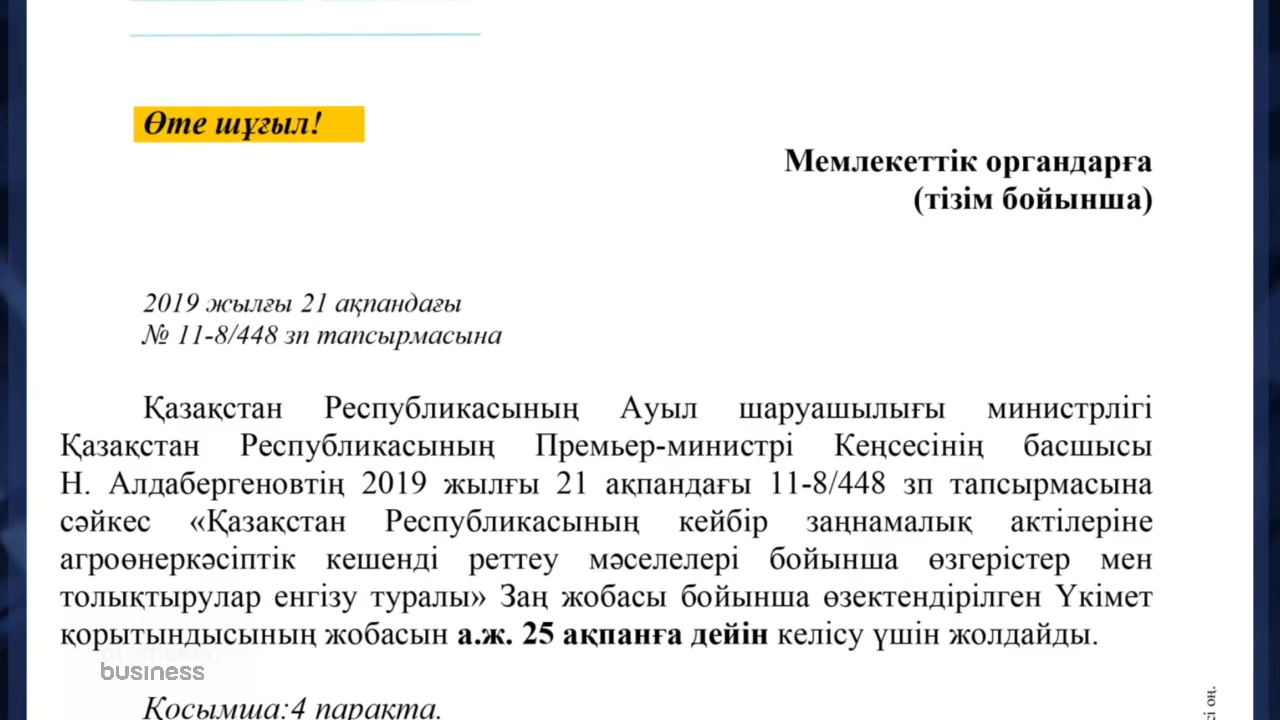 Өте шұғыл!
Мемлекеттік органдарға
(тізім бойынша)
2019 жылғы 21 ақпандағы
№ 11-8/448 зп тапсырмасына
Қазақстан Республикасының Ауыл шаруашылығы министрлігі
Қазақстан Республикасының Премьер-министрі Кеңсесінің басшысы
Н. Алдабергеновтің 2019 жылғы 21 ақпандағы 11-8/448 зп тапсырмасына
сәйкес «Қазақстан Республикасының кейбір заңнамалық актілеріне
агроөнеркәсіптік кешенді реттеу мәселелері бойынша өзгерістер мен
толықтырулар енгізу туралы» Заң жобасы бойынша өзектендірілген Үкімет
қорытындысының жобасын а.ж. 25 ақпанға дейін келісу үшін жолдайды.
business
Қосымша:4 парақта.